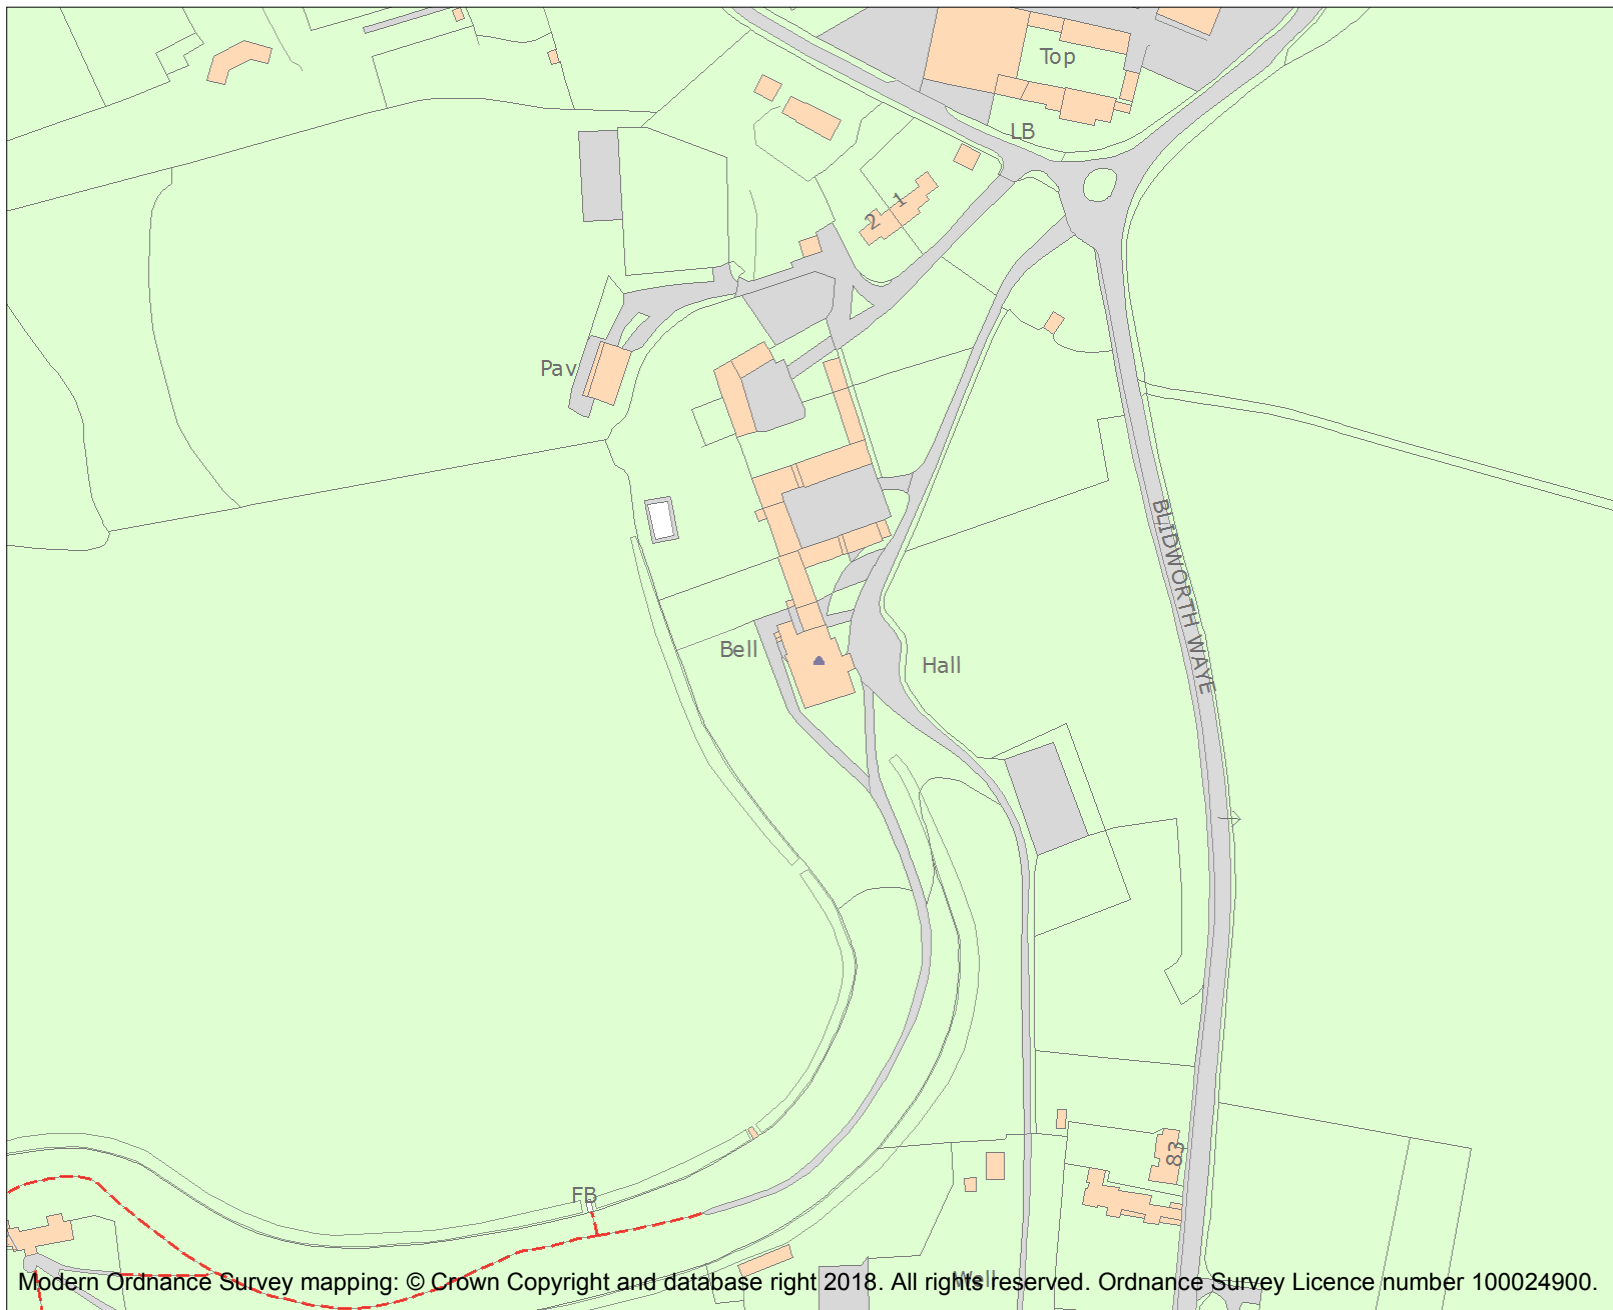 Top
LB
1
2
Pav
BLIDWORTH WAYE
Bell
Hall
83
FB
Well
Modern Ordnance Survey mapping: © Crown Copyright and database right 2018. All rights reserved. Ordnance Survey Licence number 100024900.